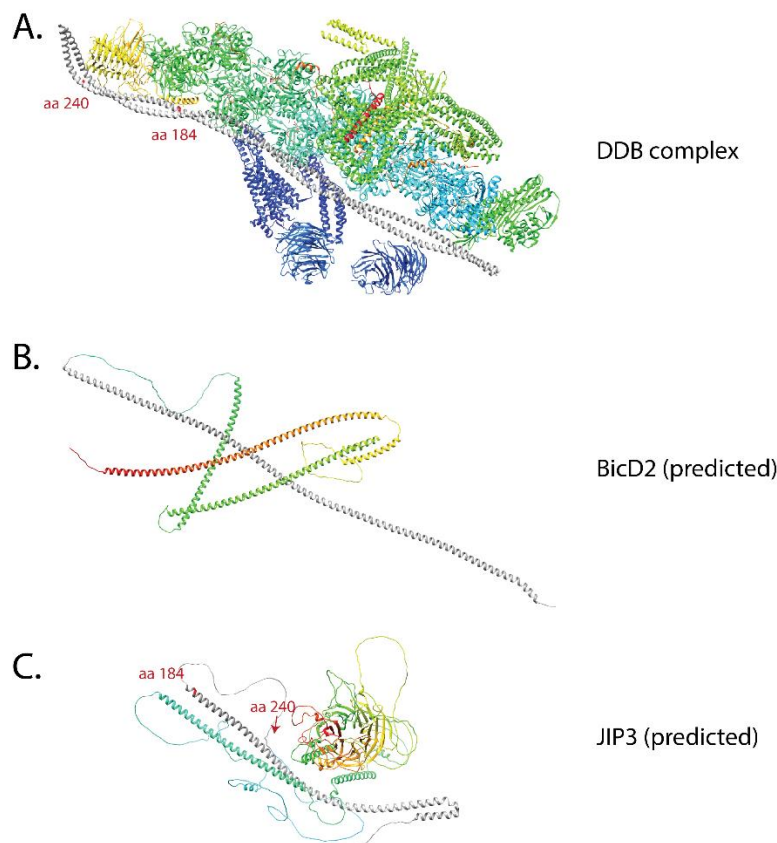 A.
aa 240
aa 184
DDB complex
B.
BicD2 (predicted)
C.
aa 184
aa 240
JIP3 (predicted)